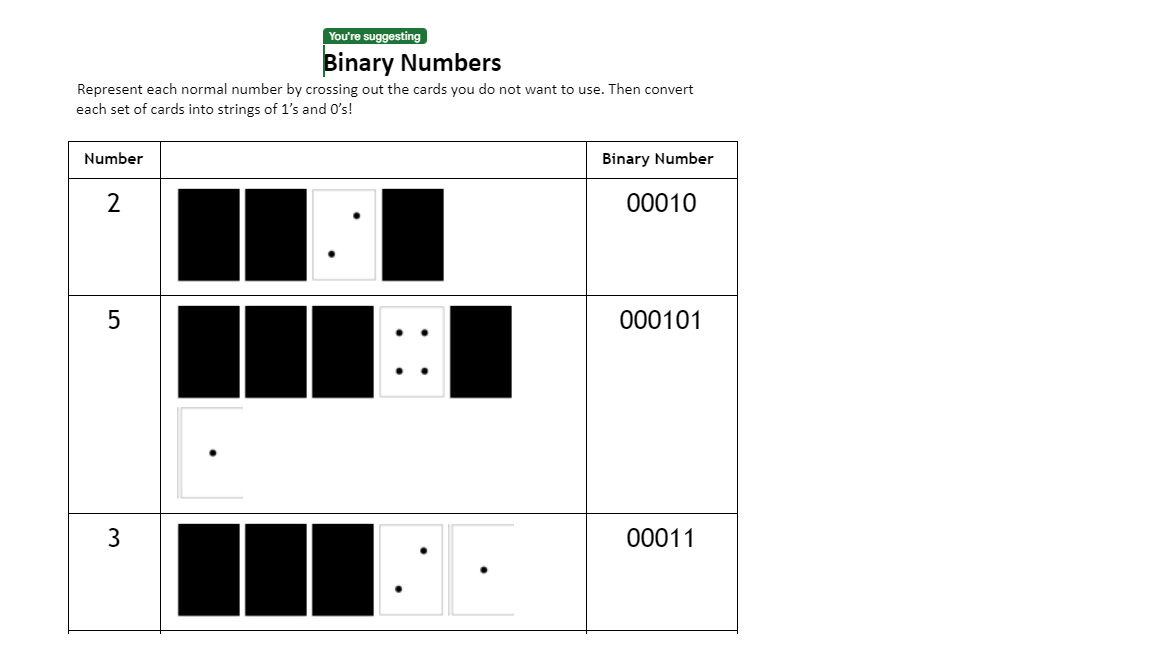 You're suggesting
Binary Numbers
Represent each normal number by crossing out the cards you do not want to use. Then convert
each set of cards into strings of 1’s and 0’s!
Number Binary Number
2 00010
5 000101
3 00011